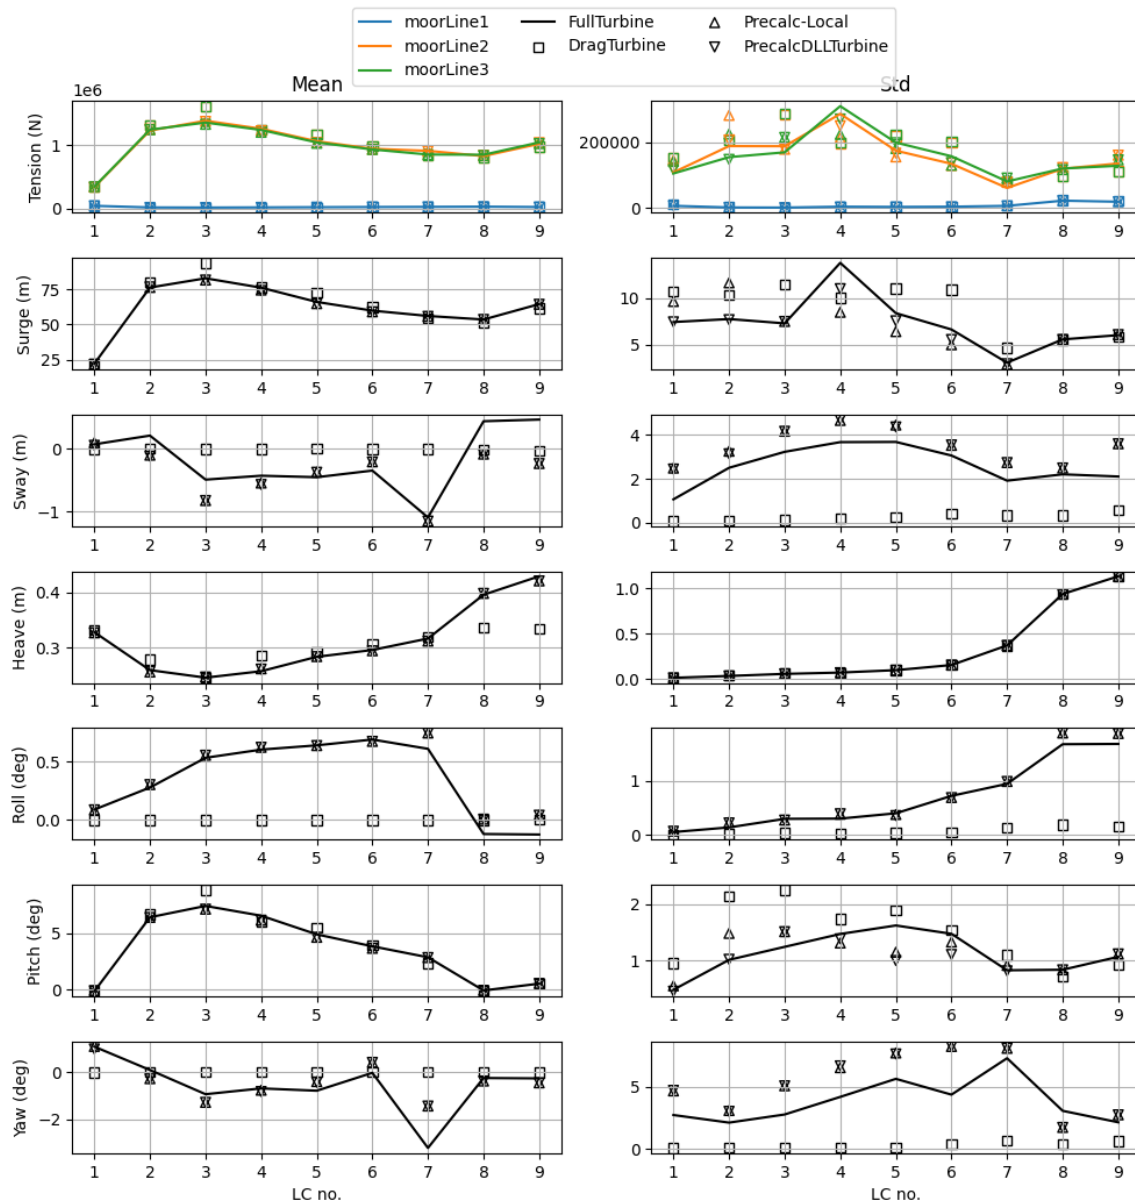 moorLine1 FullTurbine Precalc-Local
moorLine2 DragTurbine PrecalcDLLTurbine
moorLine3
Mean Std
1e6
Tension (N)
1
0
1 2 3 4 5 6 7 8 9
200000
0
1 2 3 4 5 6 7 8 9
Surge (m)
75
50
25
1 2 3 4 5 6 7 8 9
10
5
1 2 3 4 5 6 7 8 9
Sway (m)
0
−1
1 2 3 4 5 6 7 8 9
4
2
0
1 2 3 4 5 6 7 8 9
Heave (m)
0.4
0.3
1 2 3 4 5 6 7 8 9
1.0
0.5
0.0
1 2 3 4 5 6 7 8 9
Roll (deg)
0.5
0.0
1 2 3 4 5 6 7 8 9
1
0
1 2 3 4 5 6 7 8 9
Pitch (deg)
5
0
1 2 3 4 5 6 7 8 9
2
1
1 2 3 4 5 6 7 8 9
Yaw (deg)
0
−2
1 2 3 4 5 6 7 8 9
LC no.
5
0
1 2 3 4 5 6 7 8 9
LC no.